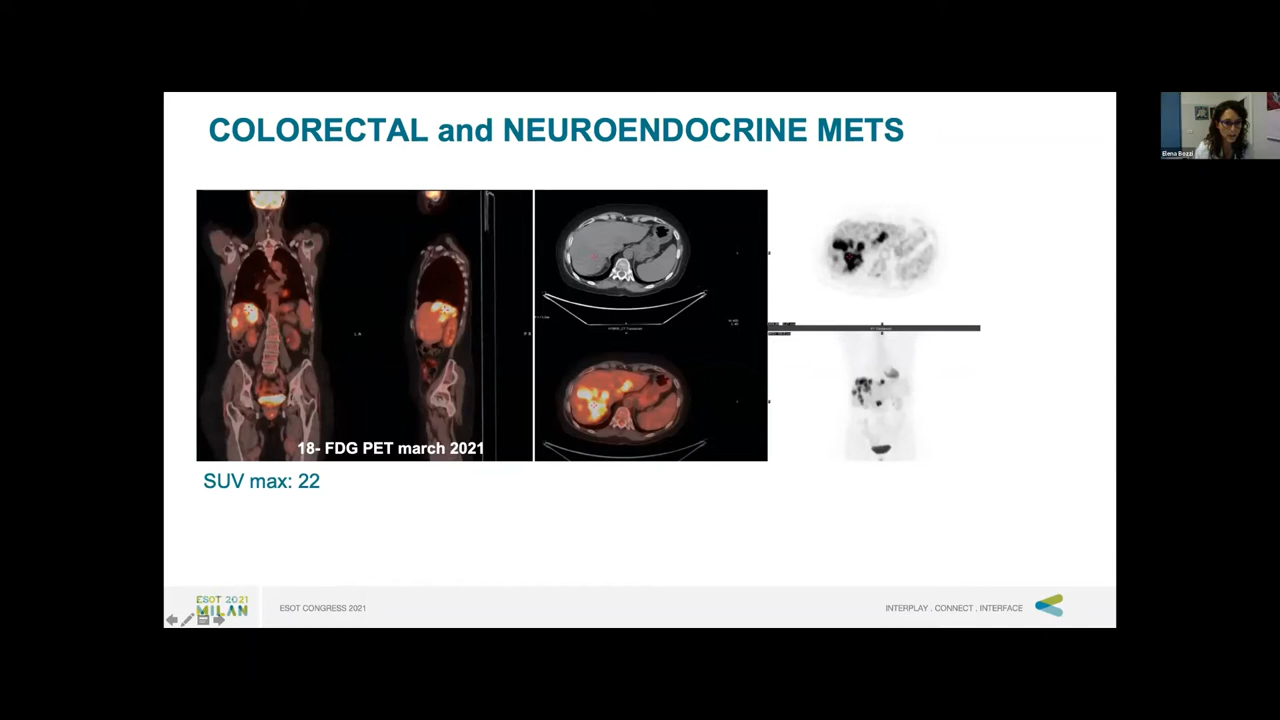 COLORECTAL and NEUROENDOCRINE METS
Elena Bozzi
18- FDG PET march 2021
SUV max: 22
ESOT 2021
MILAN
ESOT CONGRESS 2021
INTERPLAY . CONNECT . INTERFACE